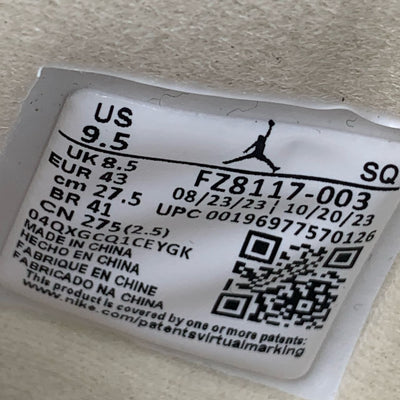 US
9.5
SQ
UK 8.5
FZ8117-003
EUR 43
08/23/23 10/20/23
cm 27.5
UPC 00196977570126
BR 41
CN 275(2.5)
04QXGCQ1CEYGK
MADE IN CHINA
HECHO EN CHINA
FABRIQUÉ EN CHINE
FABRICADO NA CHINA
This product is covered by one or more patents:
www.nike.com/patentsvirtualmarking